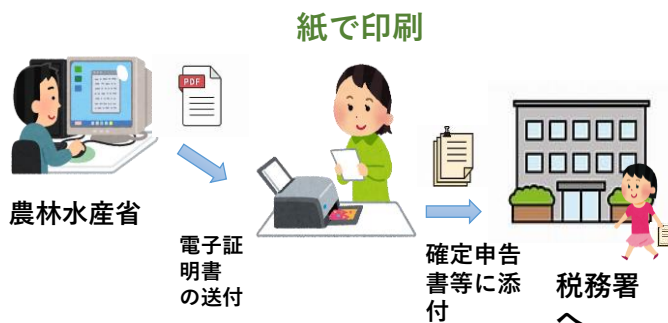 紙で印刷
PDF
農林水産省
電子証
明書
の送付
確定申告
書等に添
付
税務署
へ